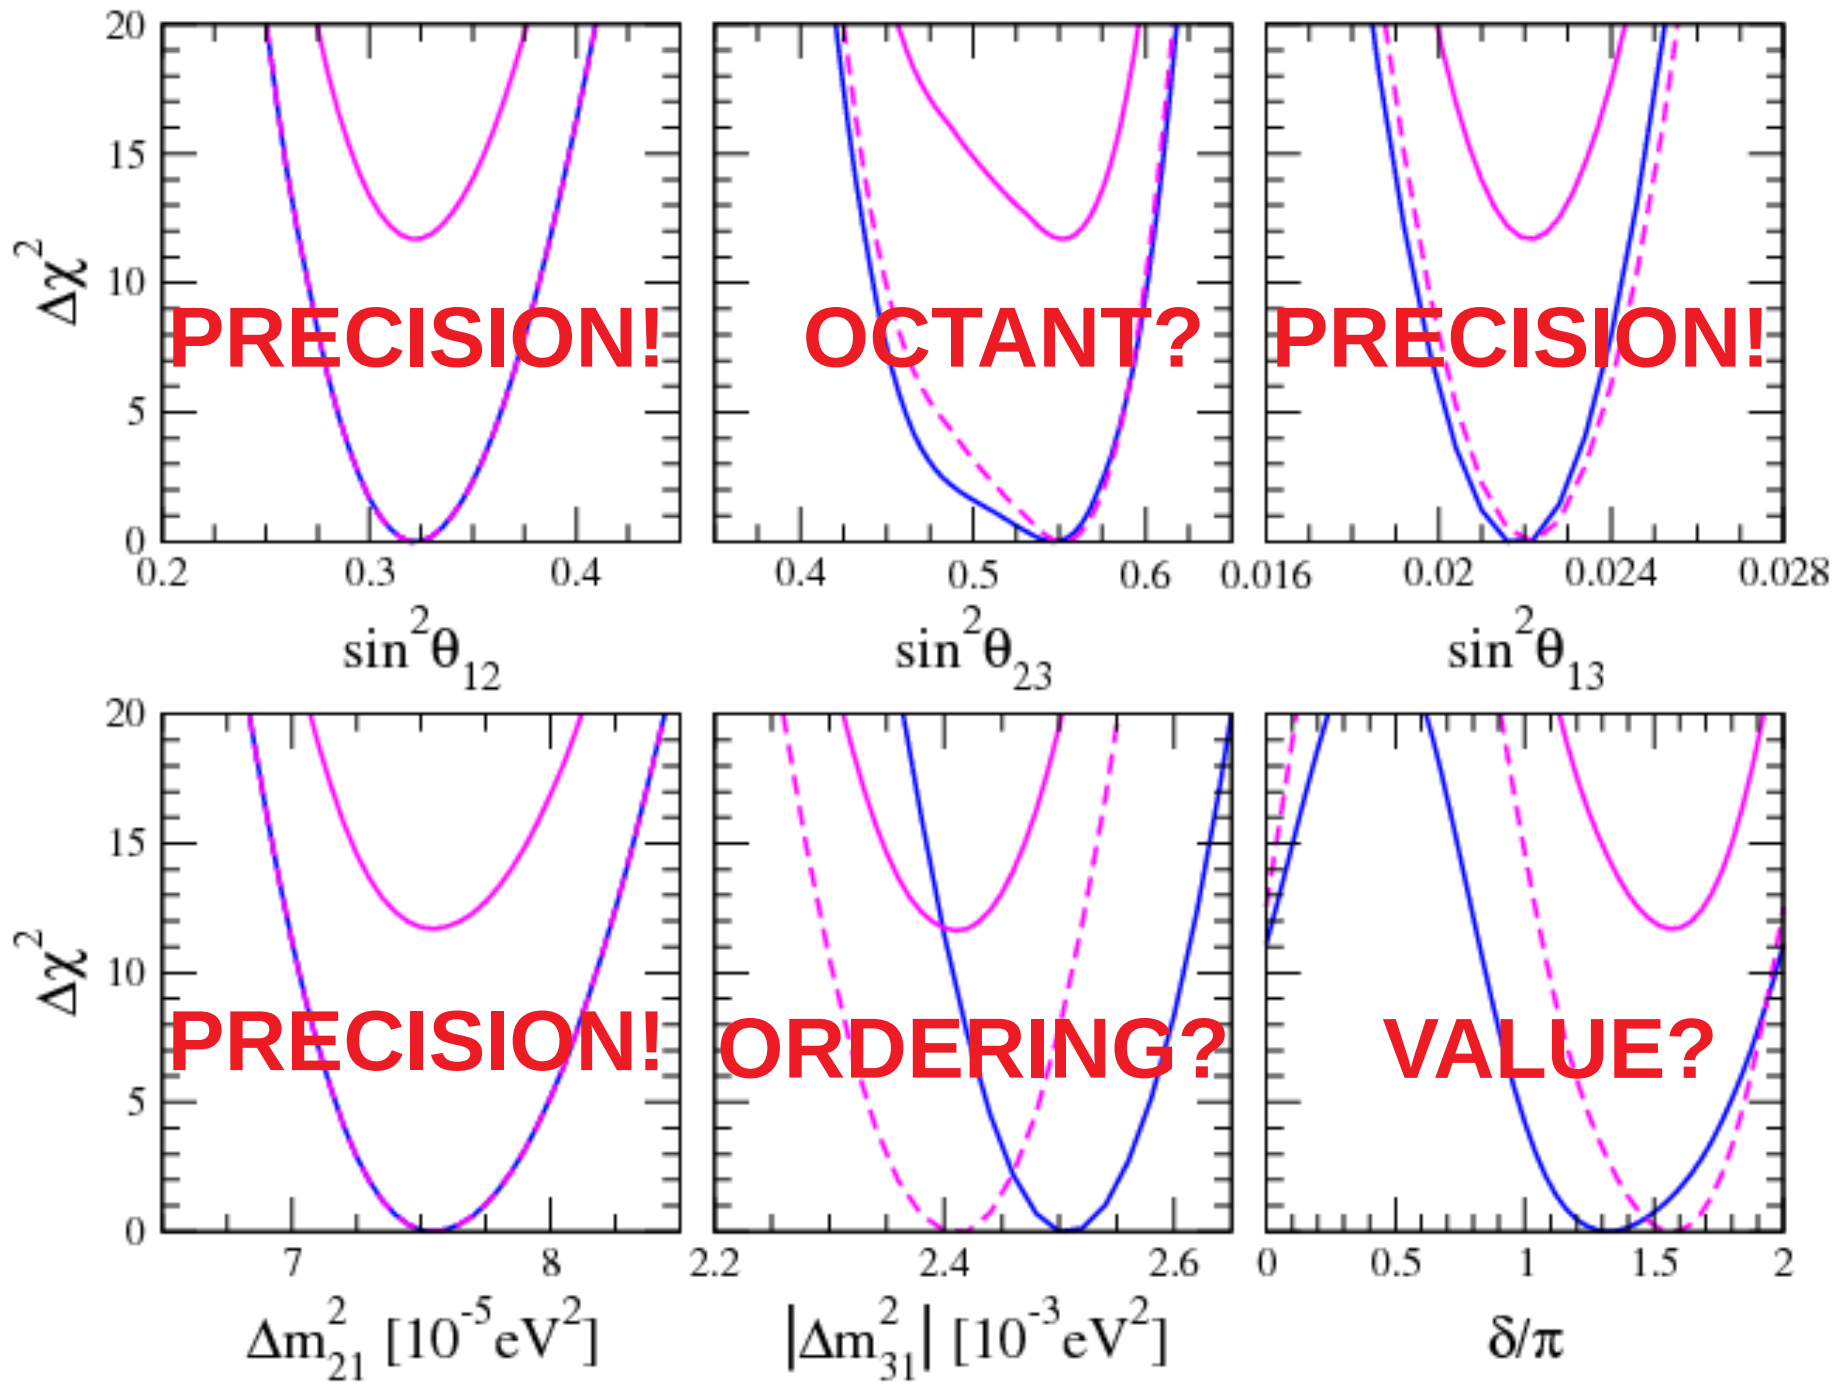 20
15
10
5
0
Δχ²
PRECISION! OCTANT? PRECISION!
0.2 0.3 0.4 0.4 0.5 0.6 0.016 0.02 0.024 0.028
sin²θ₁₂ sin²θ₂₃ sin²θ₁₃
20
15
10
5
0
Δχ²
PRECISION! ORDERING? VALUE?
7 8 2.2 2.4 2.6 0 0.5 1 1.5 2
Δm²₂₁ [10⁻⁵eV²] |Δm²₃₁| [10⁻³eV²] δ/π